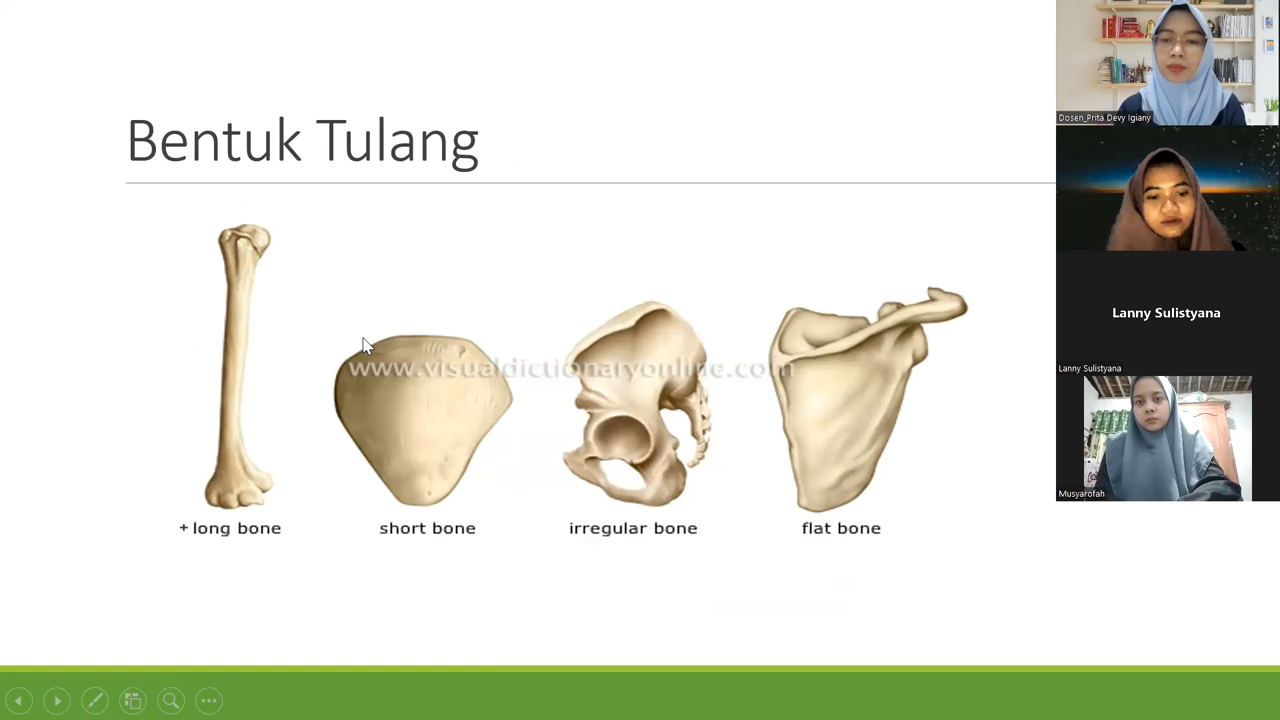 Bentuk Tulang
www.visualdictionaryonline.com
+ long bone
short bone
irregular bone
flat bone
Dosen_Prita Devy Igiany
Lanny Sulistyana
Lanny Sulistyana
Musyarofah